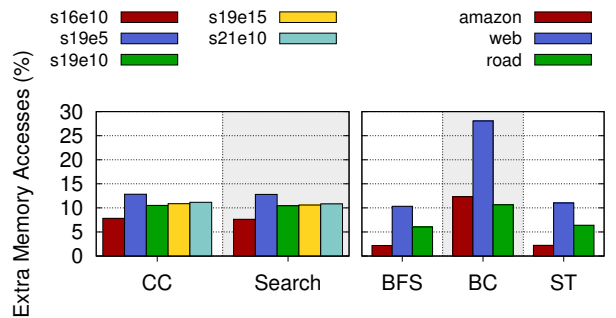 s16e10 s19e15 amazon
s19e5 s21e10 web
s19e10 road
Extra Memory Accesses (%)
30
25
20
15
10
5
0
CC Search BFS BC ST